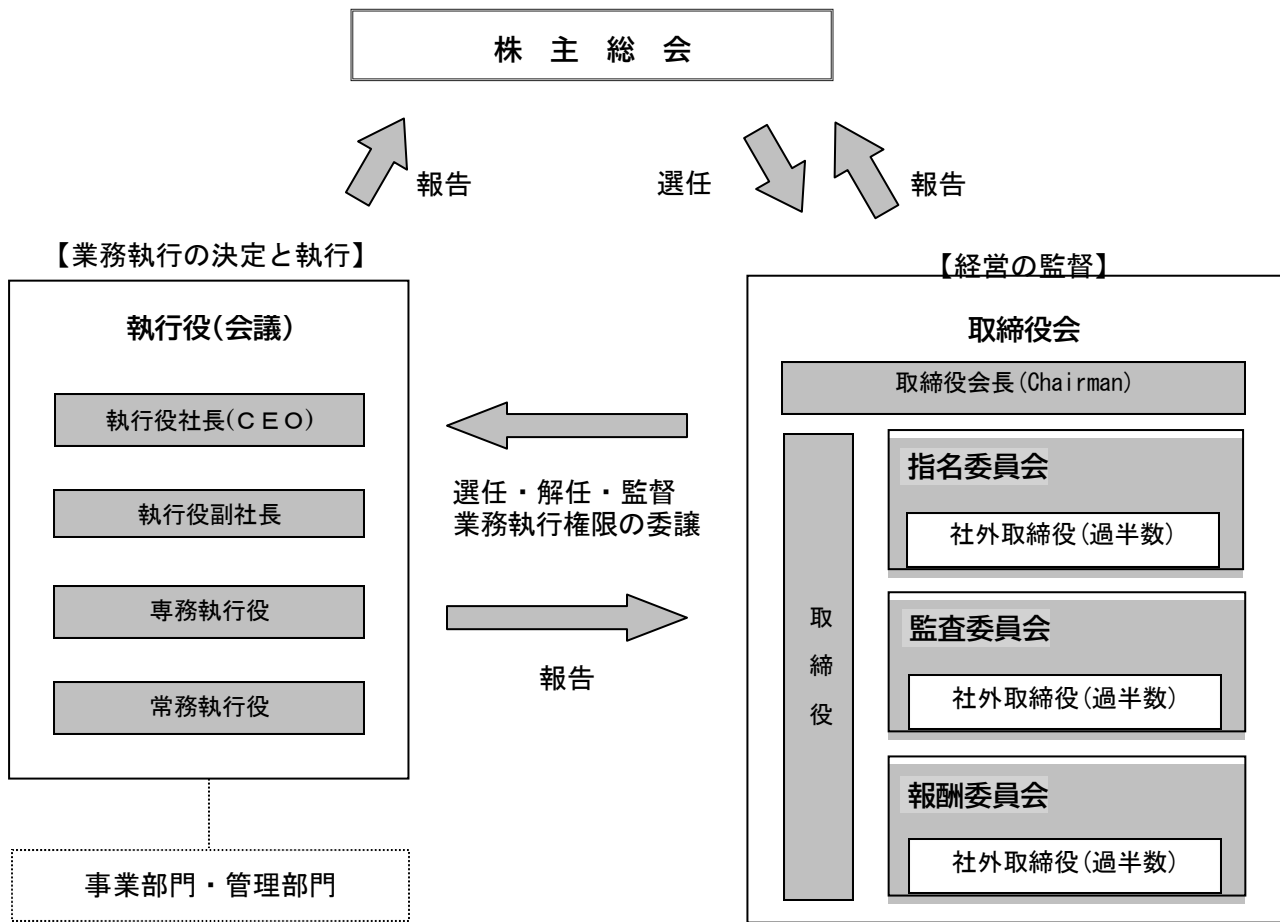 株 主 総 会
報告
選任
報告
【業務執行の決定と執行】
執行役(会議)
執行役社長(ＣＥＯ)
執行役副社長
専務執行役
常務執行役
事業部門・管理部門
選任・解任・監督
業務執行権限の委譲
報告
【経営の監督】
取締役会
取締役会長(Chairman)
取
締
役
指名委員会
社外取締役(過半数)
監査委員会
社外取締役(過半数)
報酬委員会
社外取締役(過半数)